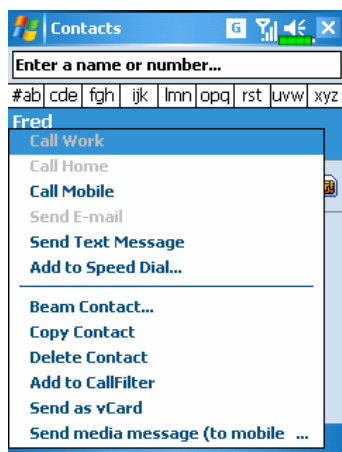 Contacts G
Enter a name or number...
#ab cde fgh ijk lmn opq rst uvw xyz
Fred
Call Work
Call Home
Call Mobile
Send E-mail
Send Text Message
Add to Speed Dial...
Beam Contact...
Copy Contact
Delete Contact
Add to CallFilter
Send as vCard
Send media message (to mobile ...